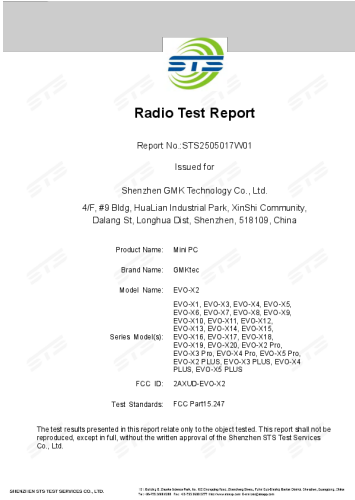 STS
Radio Test Report
Report No.:STS2505017W01
Issued for
Shenzhen GMK Technology Co., Ltd.
4/F, #9 Bldg, HuaLian Industrial Park, XinShi Community,
Dalang St, Longhua Dist, Shenzhen, 518109, China
Product Name: Mini PC
Brand Name: GMKtec
Model Name: EVO-X2
Series Model(s): EVO-X1, EVO-X3, EVO-X4, EVO-X5,
EVO-X6, EVO-X7, EVO-X8, EVO-X9,
EVO-X10, EVO-X11, EVO-X12,
EVO-X13, EVO-X14, EVO-X15,
EVO-X16, EVO-X17, EVO-X18,
EVO-X19, EVO-X20, EVO-X2 Pro,
EVO-X3 Pro, EVO-X4 Pro, EVO-X5 Pro,
EVO-X2 PLUS, EVO-X3 PLUS, EVO-X4
PLUS, EVO-X5 PLUS
FCC ID: 2AXUD-EVO-X2
Test Standards: FCC Part15.247
The test results presented in this report relate only to the object tested. This report shall not be
reproduced, except in full, without the written approval of the Shenzhen STS Test Services
Co., Ltd.
SHENZHEN STS TEST SERVICES CO., LTD.